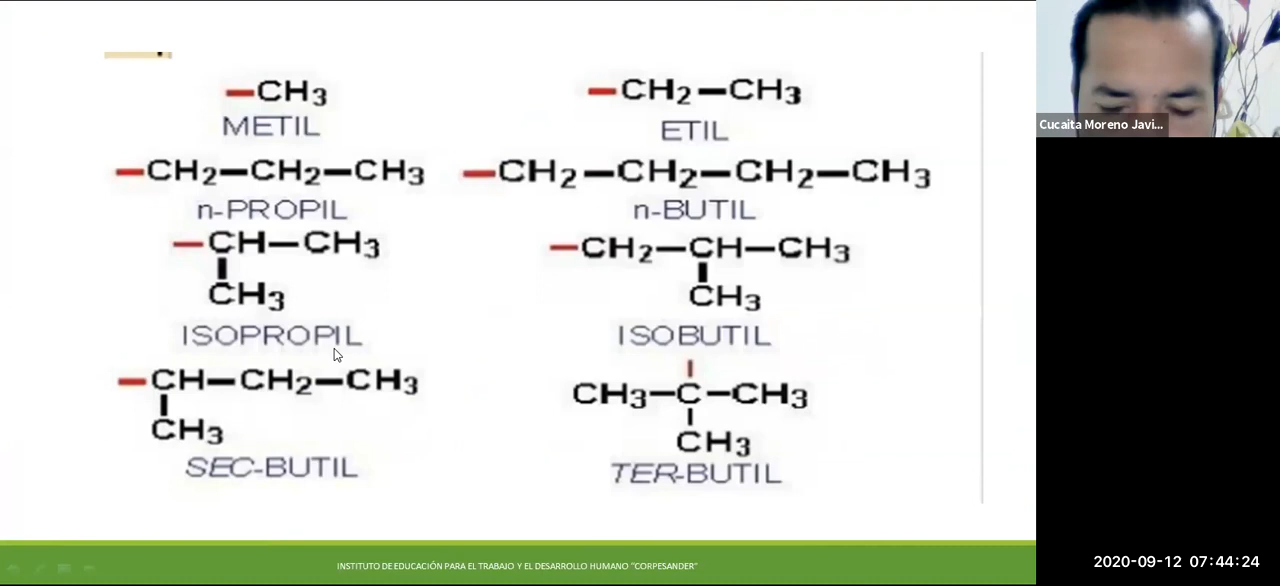 —CH3
METIL
—CH2—CH3
ETIL
—CH2—CH2—CH3
n-PROPIL
—CH2—CH2—CH2—CH3
n-BUTIL
—CH—CH3
CH3
ISOPROPIL
—CH2—CH—CH3
CH3
ISOBUTIL
—CH—CH2—CH3
CH3
SEC-BUTIL
CH3—C—CH3
CH3
TER-BUTIL
INSTITUTO DE EDUCACIÓN PARA EL TRABAJO Y EL DESARROLLO HUMANO "CORPESANDER"
Cucaita Moreno Javi...
2020-09-12 07:44:24